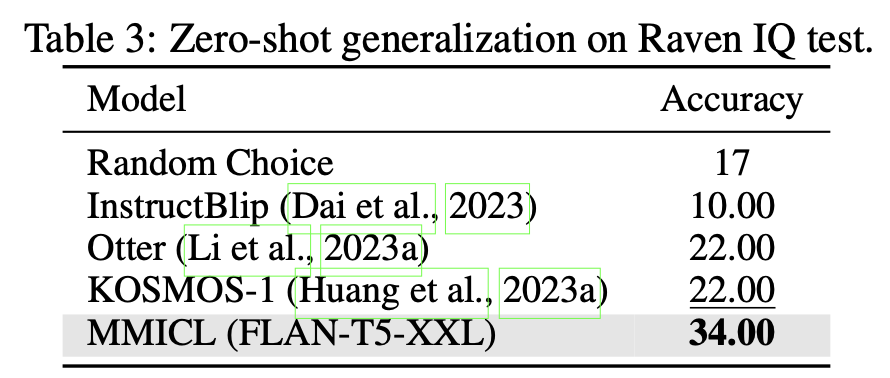 Table 3: Zero-shot generalization on Raven IQ test.
Model Accuracy
Random Choice 17
InstructBlip (Dai et al., 2023) 10.00
Otter (Li et al., 2023a) 22.00
KOSMOS-1 (Huang et al., 2023a) 22.00
MMICL (FLAN-T5-XXL) 34.00